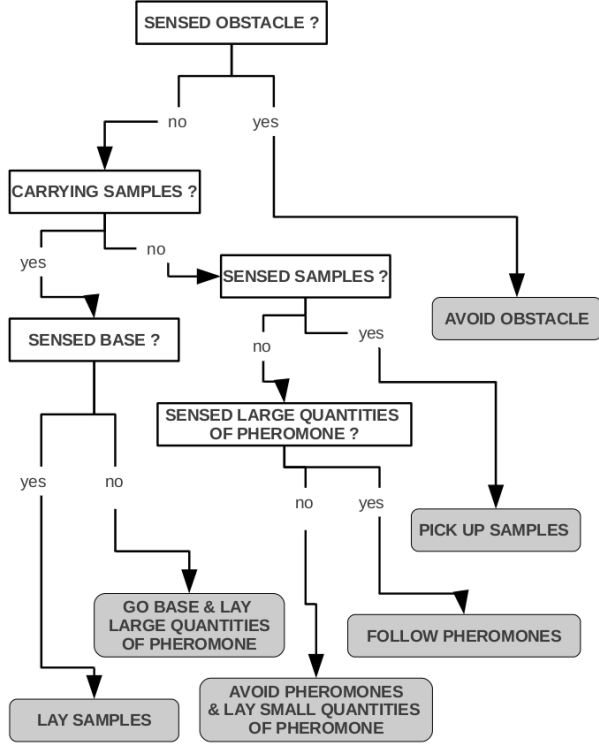 SENSED OBSTACLE ?
no
yes
CARRYING SAMPLES ?
yes
no
SENSED SAMPLES ?
AVOID OBSTACLE
SENSED BASE ?
no
yes
SENSED LARGE QUANTITIES
OF PHEROMONE ?
yes
no
no
yes
PICK UP SAMPLES
GO BASE & LAY
LARGE QUANTITIES
OF PHEROMONE
FOLLOW PHEROMONES
LAY SAMPLES
AVOID PHEROMONES
& LAY SMALL QUANTITIES
OF PHEROMONE